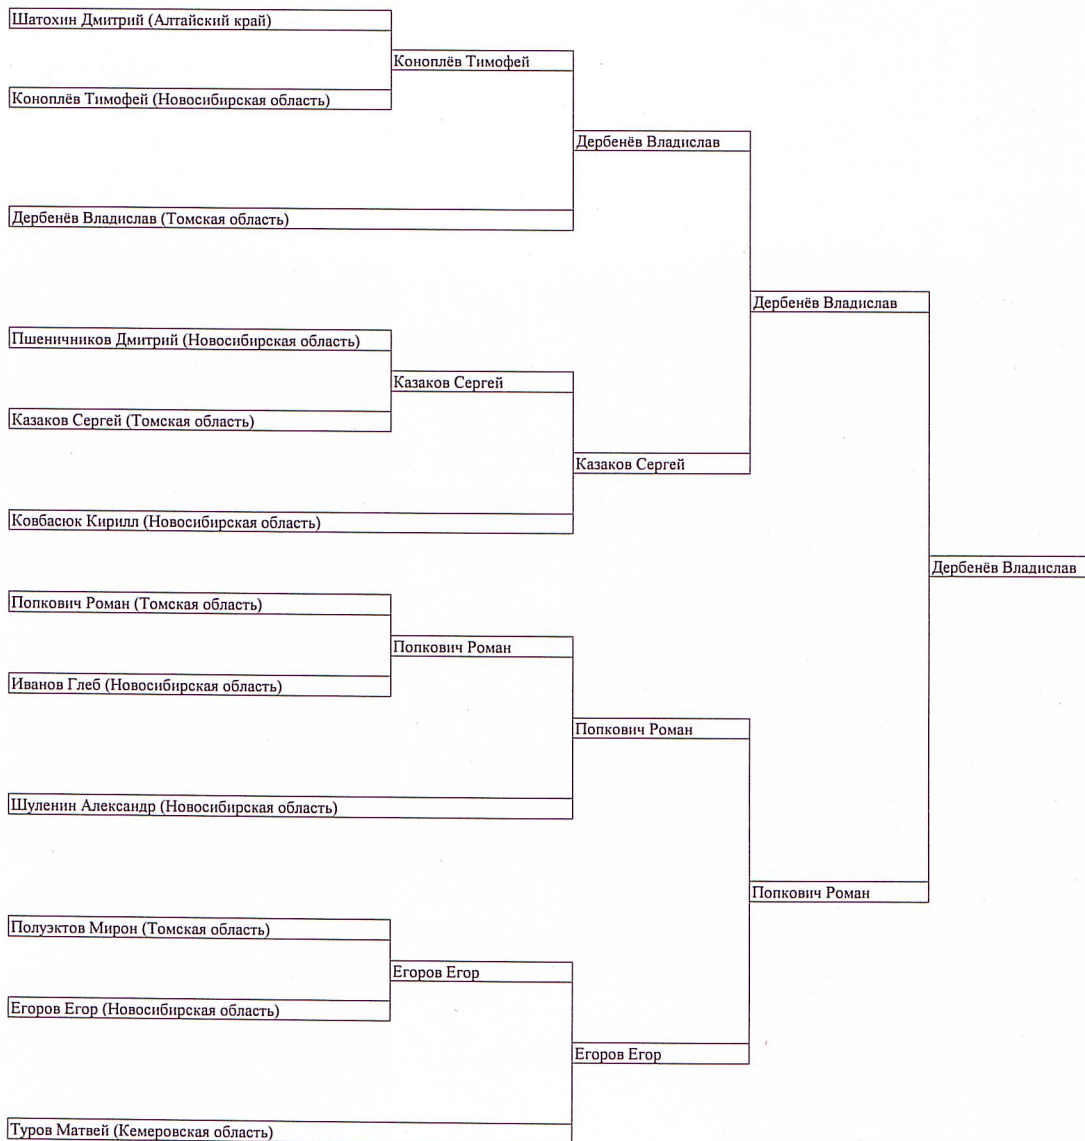 Шатохин Дмитрий (Алтайский край)
Коноплёв Тимофей
Коноплёв Тимофей (Новосибирская область)
Дербенёв Владислав
Дербенёв Владислав (Томская область)
Дербенёв Владислав
Пшеничников Дмитрий (Новосибирская область)
Казаков Сергей
Казаков Сергей (Томская область)
Казаков Сергей
Ковбасюк Кирилл (Новосибирская область)
Дербенёв Владислав
Попкович Роман (Томская область)
Попкович Роман
Иванов Глеб (Новосибирская область)
Попкович Роман
Шуленин Александр (Новосибирская область)
Попкович Роман
Полуэктов Мирон (Томская область)
Егоров Егор
Егоров Егор (Новосибирская область)
Егоров Егор
Туров Матвей (Кемеровская область)